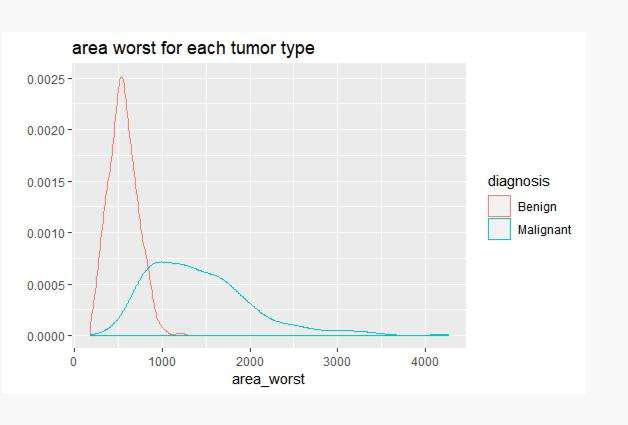 area worst for each tumor type
0.0025
0.0020
0.0015
0.0010
0.0005
0.0000
0 1000 2000 3000 4000
area_worst
diagnosis
Benign
Malignant